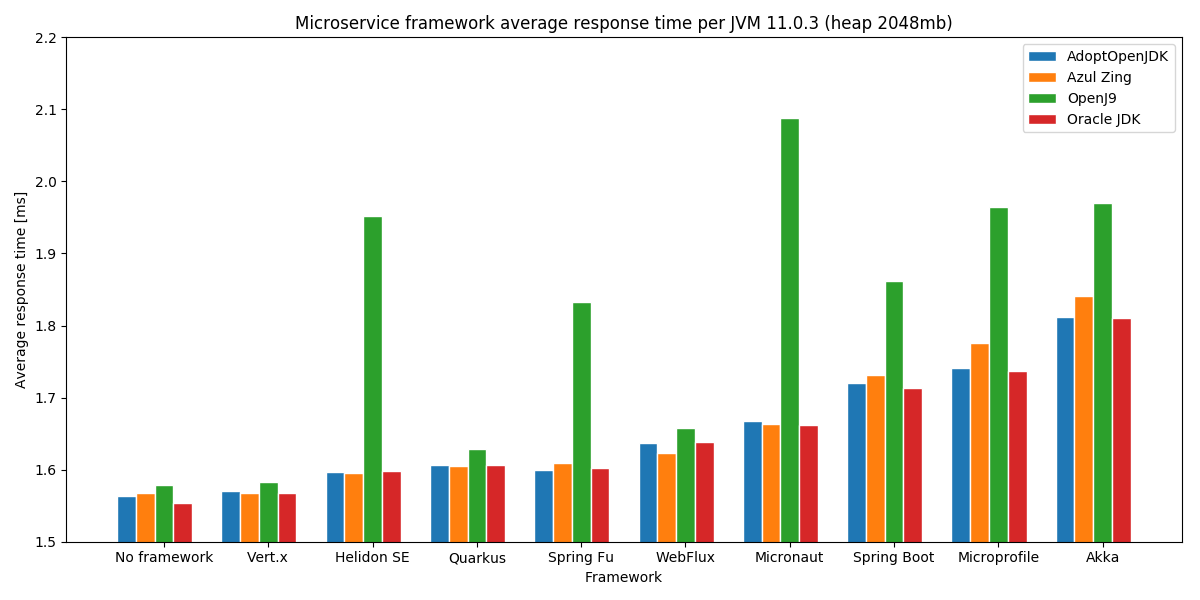 Microservice framework average response time per JVM 11.0.3 (heap 2048mb)
AdoptOpenJDK
Azul Zing
OpenJ9
Oracle JDK
Average response time [ms]
2.2
2.1
2.0
1.9
1.8
1.7
1.6
1.5
No framework Vert.x Helidon SE Quarkus Spring Fu WebFlux Micronaut Spring Boot Microprofile Akka
Framework